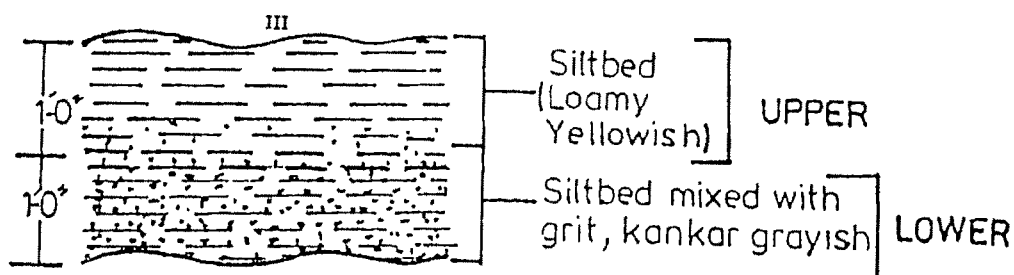 III
1'-0"
Siltbed
(Loamy
Yellowish)
UPPER
1'-0"
Siltbed mixed with
grit, kankar grayish
LOWER